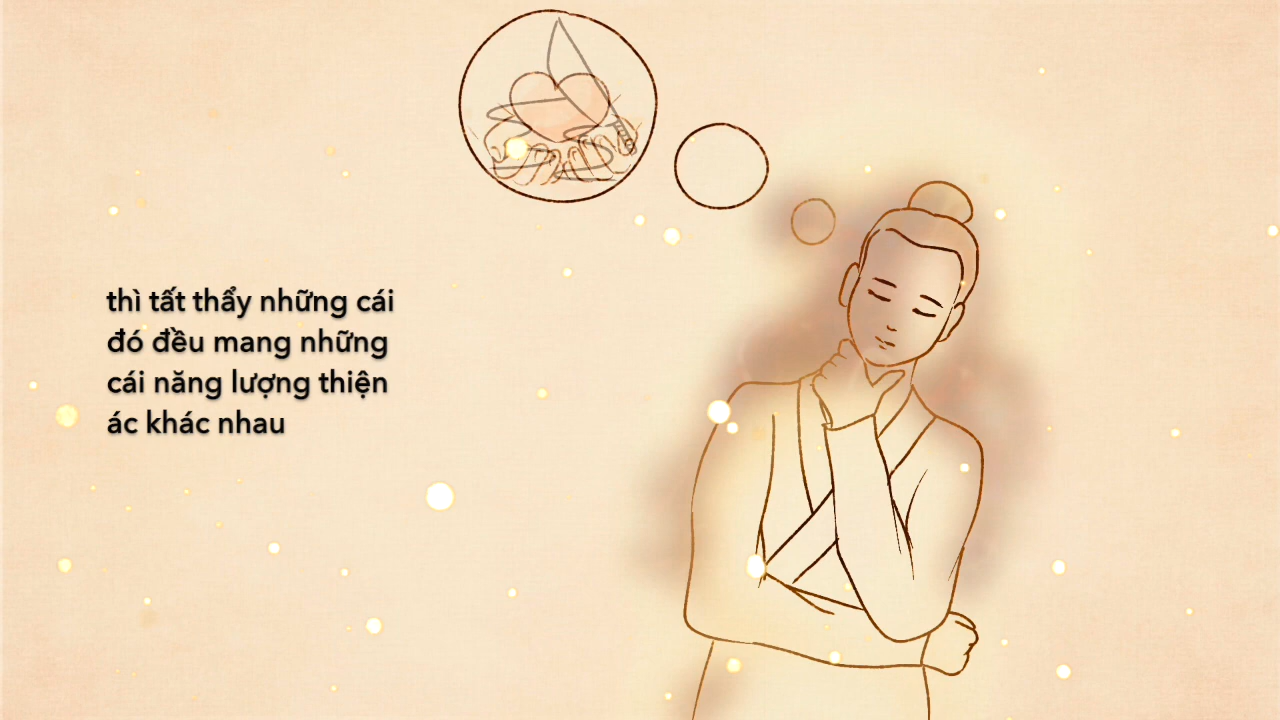 thì tất thẩy những cái
đó đều mang những
cái năng lượng thiện
ác khác nhau